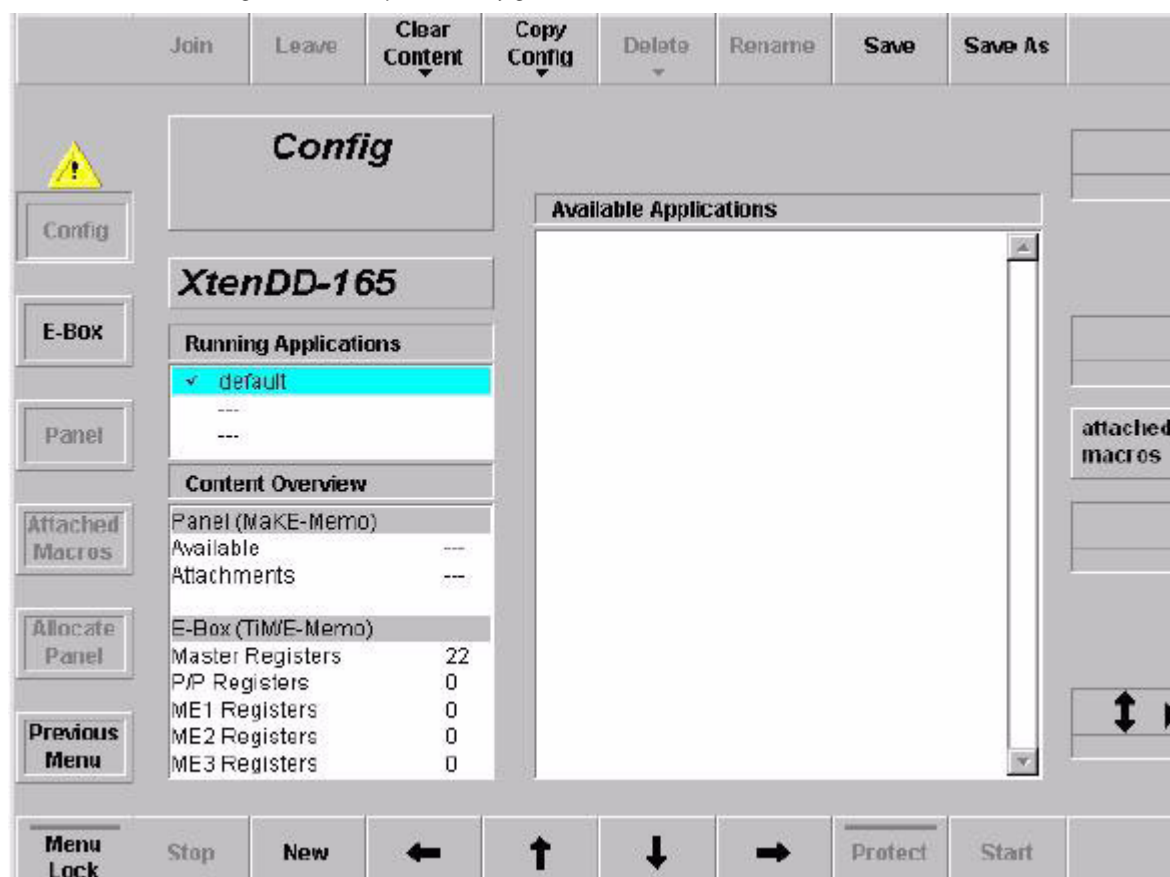 Join
Leave
Clear
Content
Copy
Config
Delete
Rename
Save
Save As
Config
Config
Available Applications
XtenDD-165
E-Box
Running Applications
✓ default
---
---
Panel
attached
macros
Content Overview
Attached
Macros
Panel (MaKE-Memo)
Available ---
Attachments ---
Allocate
Panel
E-Box (TiM/E-Memo)
Master Registers 22
P/P Registers 0
ME1 Registers 0
ME2 Registers 0
ME3 Registers 0
Previous
Menu
Menu
Lock
Stop
New
Protect
Start